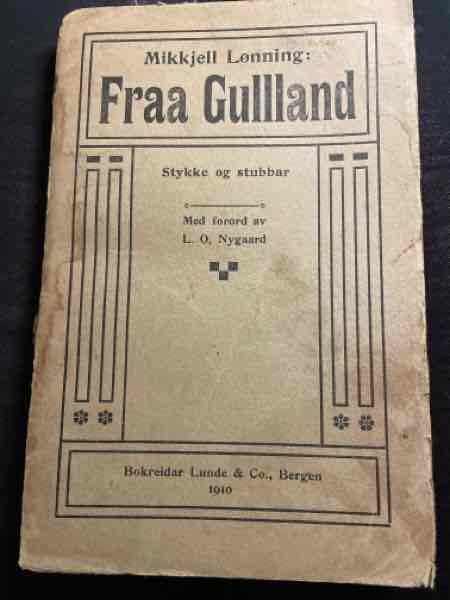 Mikkjell Lønning:
Fraa Gullland
Stykke og stubbar
Med forord av
L. O. Nygaard
Bokreidar Lunde & Co., Bergen
1910